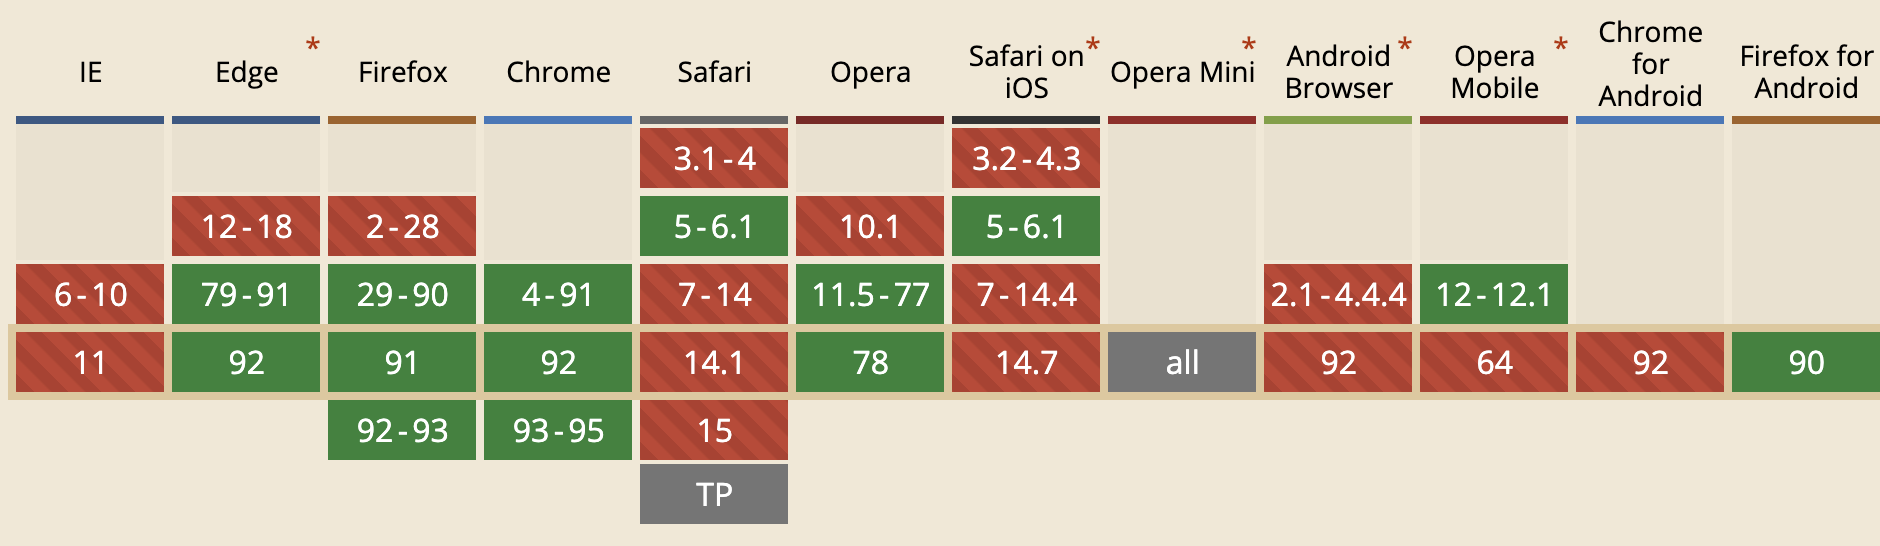 IE
Edge *
Firefox
Chrome
Safari
Opera
Safari on *
iOS
Opera Mini *
Android *
Browser
Opera *
Mobile
Chrome
for
Android
Firefox for
Android
3.1-4
3.2-4.3
12-18
2-28
5-6.1
10.1
5-6.1
6-10
79-91
29-90
4-91
7-14
11.5-77
7-14.4
2.1-4.4.4
12-12.1
11
92
91
92
14.1
78
14.7
all
92
64
92
90
92-93
93-95
15
TP